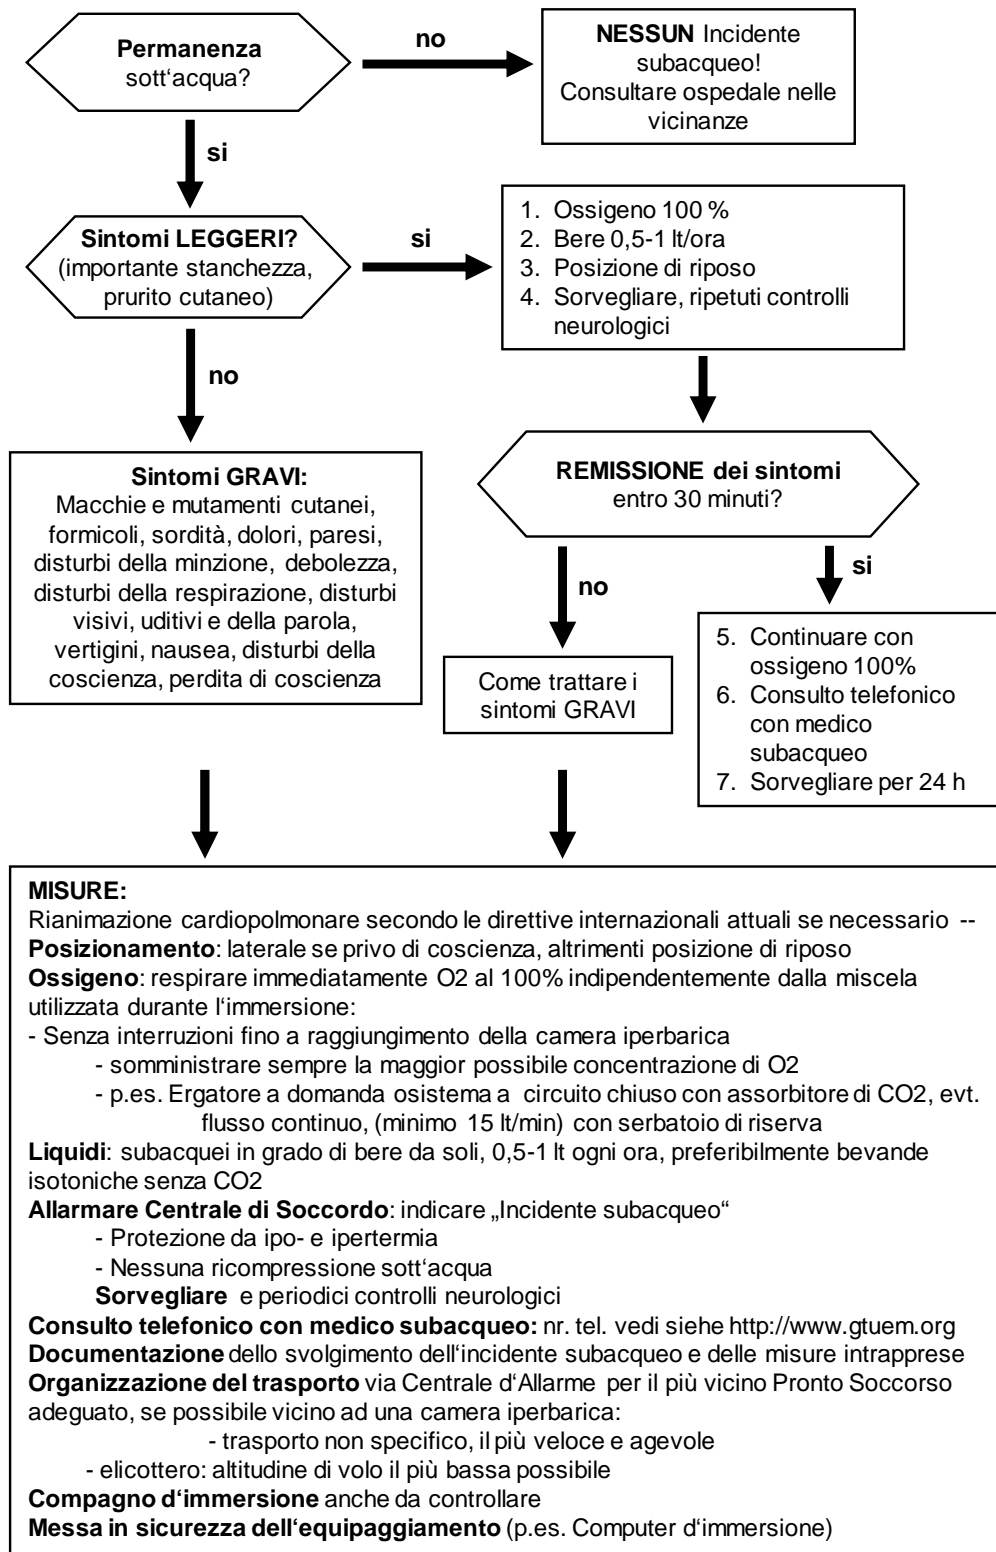 Permanenza
sott‘acqua?
no
NESSUN Incidente
subacqueo!
Consultare ospedale nelle
vicinanze
si
Sintomi LEGGERI?
(importante stanchezza,
prurito cutaneo)
si
1. Ossigeno 100 %
2. Bere 0,5-1 lt/ora
3. Posizione di riposo
4. Sorvegliare, ripetuti controlli
neurologici
no
Sintomi GRAVI:
Macchie e mutamenti cutanei,
formicoli, sordità, dolori, paresi,
disturbi della minzione, debolezza,
disturbi della respirazione, disturbi
visivi, uditivi e della parola,
vertigini, nausea, disturbi della
coscienza, perdita di coscienza
REMISSIONE dei sintomi
entro 30 minuti?
no
si
Come trattare i
sintomi GRAVI
5. Continuare con
ossigeno 100%
6. Consulto telefonico
con medico
subacqueo
7. Sorvegliare per 24 h
MISURE:
Rianimazione cardiopolmonare secondo le direttive internazionali attuali se necessario --
Posizionamento: laterale se privo di coscienza, altrimenti posizione di riposo
Ossigeno: respirare immediatamente O2 al 100% indipendentemente dalla miscela
utilizzata durante l‘immersione:
- Senza interruzioni fino a raggiungimento della camera iperbarica
- somministrare sempre la maggior possibile concentrazione di O2
- p.es. Ergatore a domanda osistema a circuito chiuso con assorbitore di CO2, evt.
flusso continuo, (minimo 15 lt/min) con serbatoio di riserva
Liquidi: subacquei in grado di bere da soli, 0,5-1 lt ogni ora, preferibilmente bevande
isotoniche senza CO2
Allarmare Centrale di Soccordo: indicare „Incidente subacqueo“
- Protezione da ipo- e ipertermia
- Nessuna ricompressione sott‘acqua
Sorvegliare e periodici controlli neurologici
Consulto telefonico con medico subacqueo: nr. tel. vedi siehe http://www.gtuem.org
Documentazione dello svolgimento dell‘incidente subacqueo e delle misure intrapprese
Organizzazione del trasporto via Centrale d‘Allarme per il più vicino Pronto Soccorso
adeguato, se possibile vicino ad una camera iperbarica:
- trasporto non specifico, il più veloce e agevole
- elicottero: altitudine di volo il più bassa possibile
Compagno d‘immersione anche da controllare
Messa in sicurezza dell‘equipaggiamento (p.es. Computer d‘immersione)